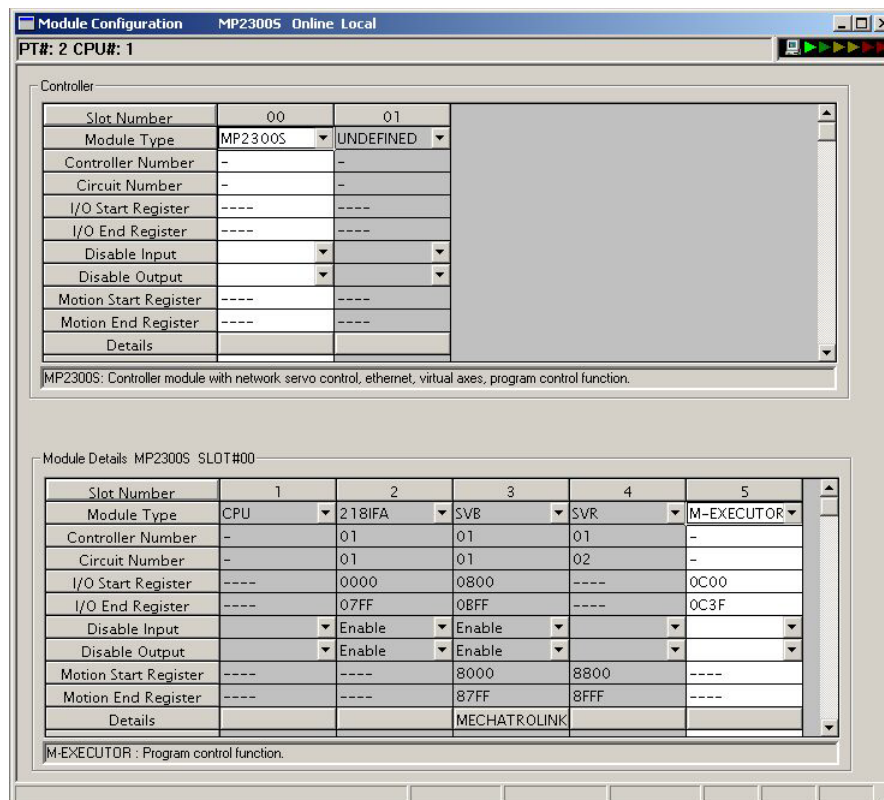 Module Configuration MP2300S Online Local
PT#: 2 CPU#: 1
Controller
Slot Number 00 01
Module Type MP2300S UNDEFINED
Controller Number - -
Circuit Number - -
I/O Start Register ---- ----
I/O End Register ---- ----
Disable Input
Disable Output
Motion Start Register ---- ----
Motion End Register ---- ----
Details
MP2300S: Controller module with network servo control, ethernet, virtual axes, program control function.
Module Details MP2300S SLOT#00
Slot Number 1 2 3 4 5
Module Type CPU 218IFA SVB SVR M-EXECUTOR
Controller Number - 01 01 01 -
Circuit Number - 01 01 02 -
I/O Start Register ---- 0000 0800 ---- 0C00
I/O End Register ---- 07FF 0BFF ---- 0C3F
Disable Input Enable Enable
Disable Output Enable Enable
Motion Start Register ---- ---- 8000 8800 ----
Motion End Register ---- ---- 87FF 8FFF ----
Details MECHATROLINK
M-EXECUTOR : Program control function.